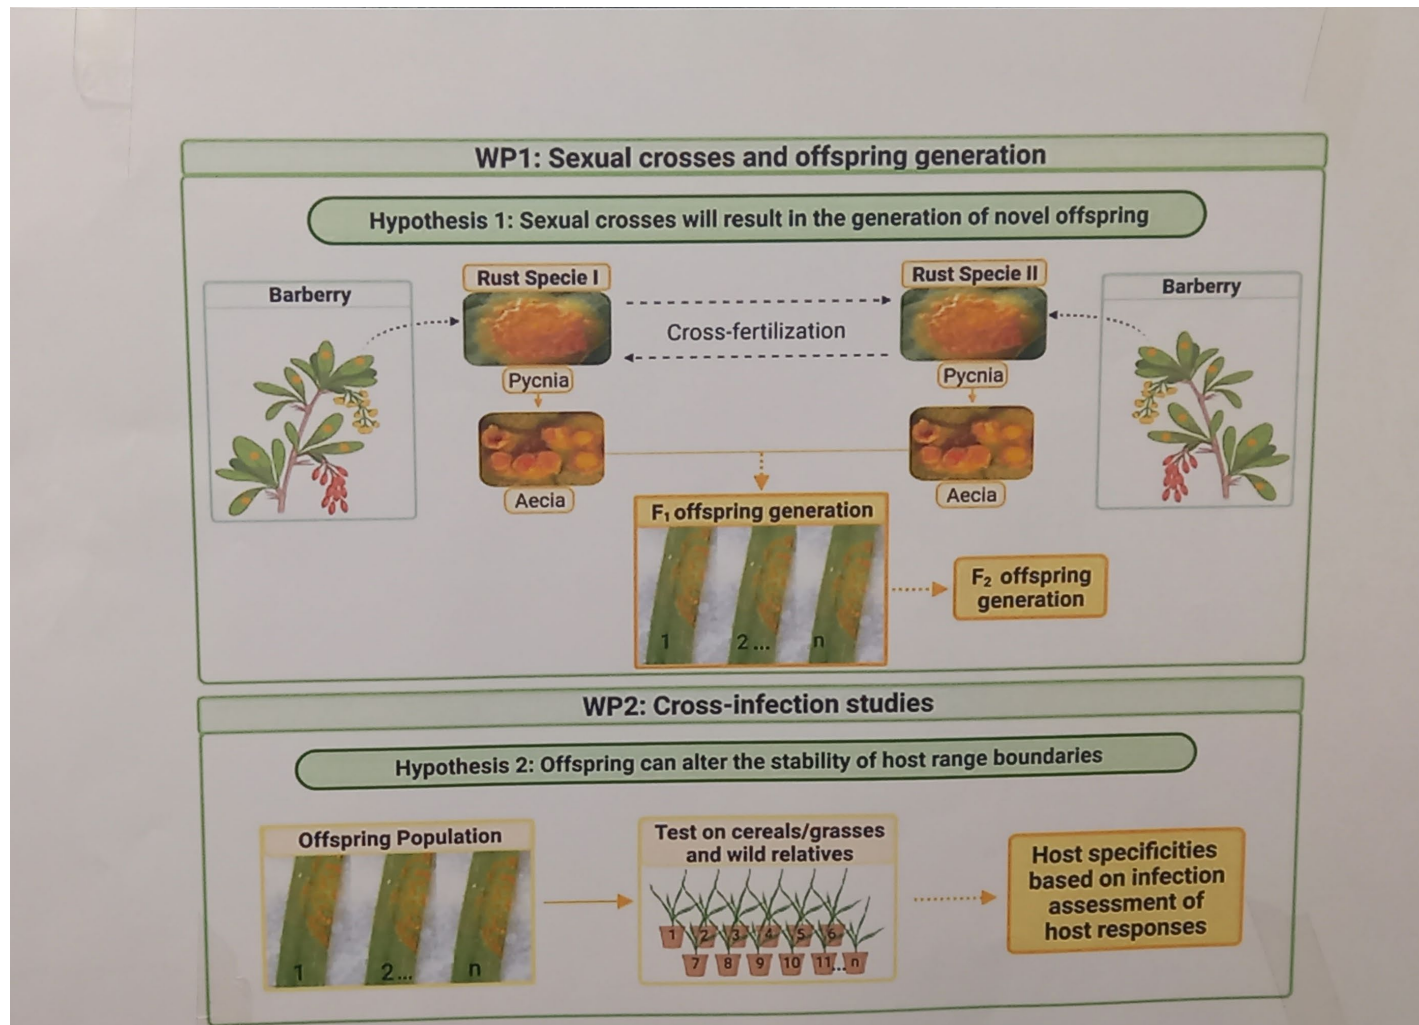 WP1: Sexual crosses and offspring generation
Hypothesis 1: Sexual crosses will result in the generation of novel offspring
Barberry
Rust Specie I
Rust Specie II
Barberry
Cross-fertilization
Pycnia
Pycnia
Aecia
Aecia
F₁ offspring generation
1
2...
n
F₂ offspring
generation
WP2: Cross-infection studies
Hypothesis 2: Offspring can alter the stability of host range boundaries
Offspring Population
1
2...
n
Test on cereals/grasses
and wild relatives
1 2 3 4 5 6
7 8 9 10 11... n
Host specificities
based on infection
assessment of
host responses